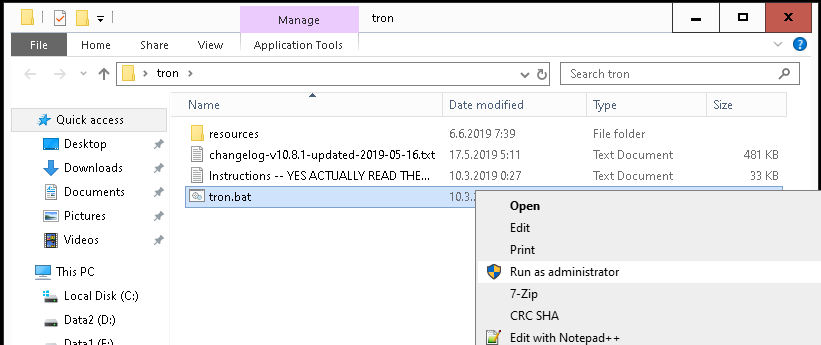 Manage
tron
File
Home
Share
View
Application Tools
tron
Search tron
Name
Date modified
Type
Size
Quick access
Desktop
Downloads
Documents
Pictures
Videos
This PC
Local Disk (C:)
Data2 (D:)
Data1 (E:)
resources
6.6.2019 7:39
File folder
changelog-v10.8.1-updated-2019-05-16.txt
17.5.2019 5:11
Text Document
481 KB
Instructions -- YES ACTUALLY READ THE...
10.3.2019 0:27
Text Document
33 KB
tron.bat
10.3.2
Open
Edit
Print
Run as administrator
7-Zip
CRC SHA
Edit with Notepad++